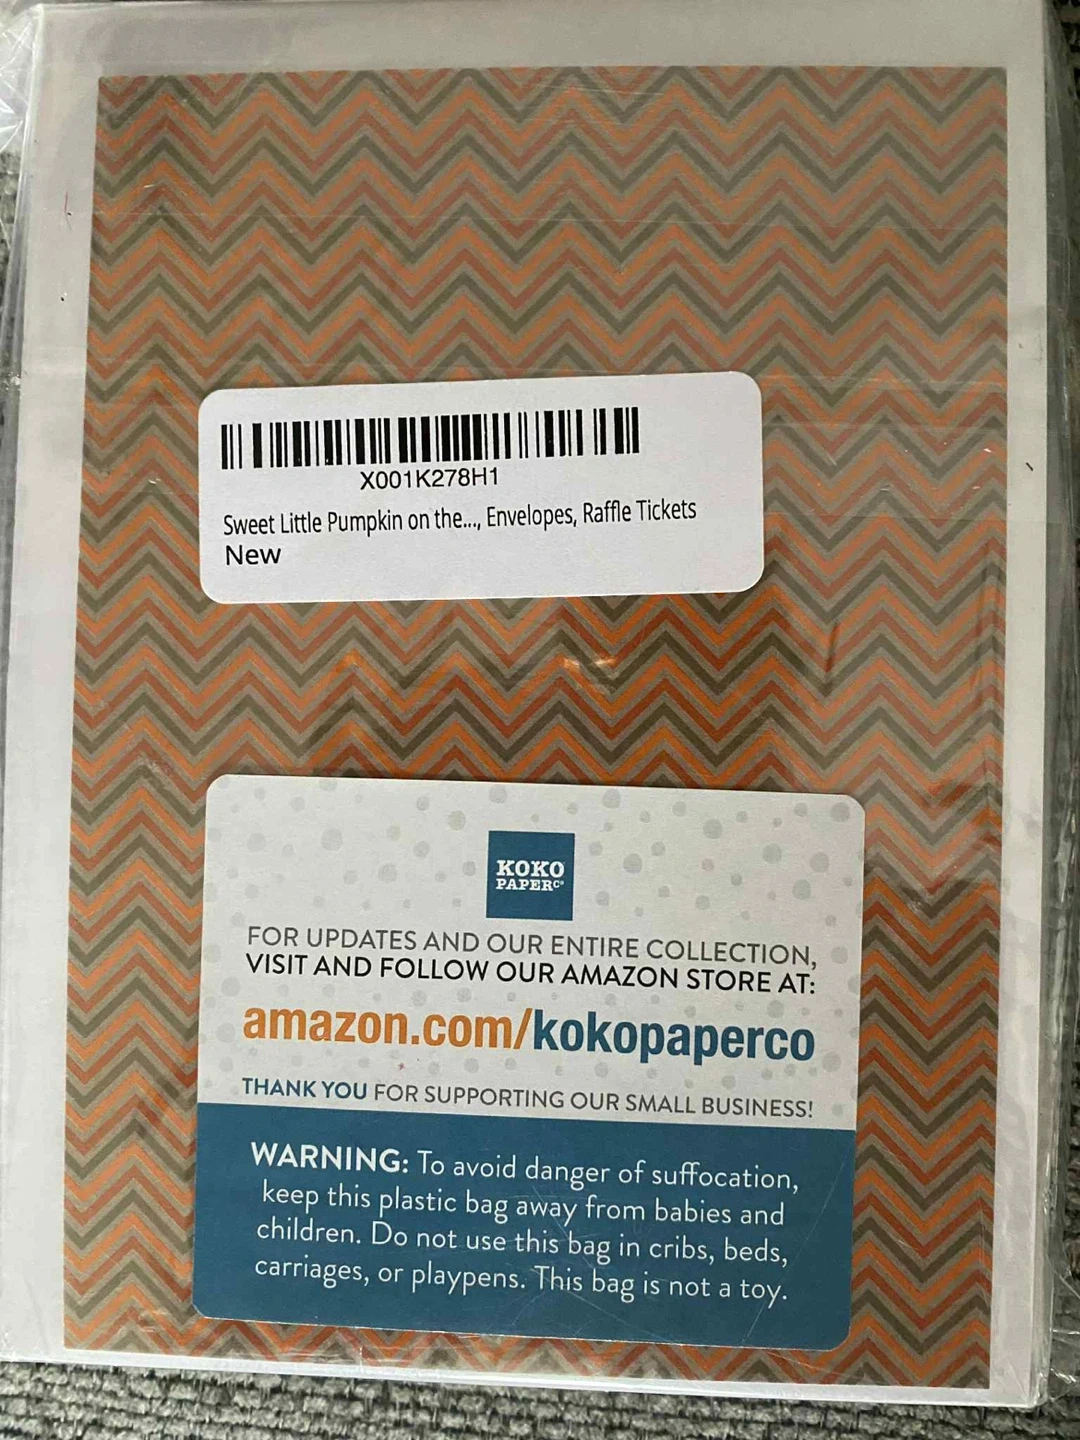 X001K278H1
Sweet Little Pumpkin on the..., Envelopes, Raffle Tickets
New
KOKO
PAPERCº
FOR UPDATES AND OUR ENTIRE COLLECTION,
VISIT AND FOLLOW OUR AMAZON STORE AT:
amazon.com/kokopaperco
THANK YOU FOR SUPPORTING OUR SMALL BUSINESS!
WARNING: To avoid danger of suffocation,
keep this plastic bag away from babies and
children. Do not use this bag in cribs, beds,
carriages, or playpens. This bag is not a toy.